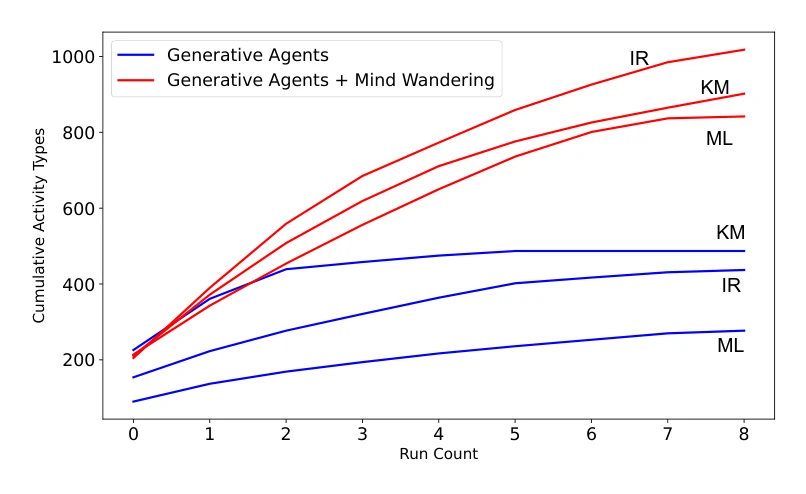 Generative Agents
Generative Agents + Mind Wandering
IR
KM
ML
KM
IR
ML
1000
800
600
400
200
Cumulative Activity Types
0 1 2 3 4 5 6 7 8
Run Count